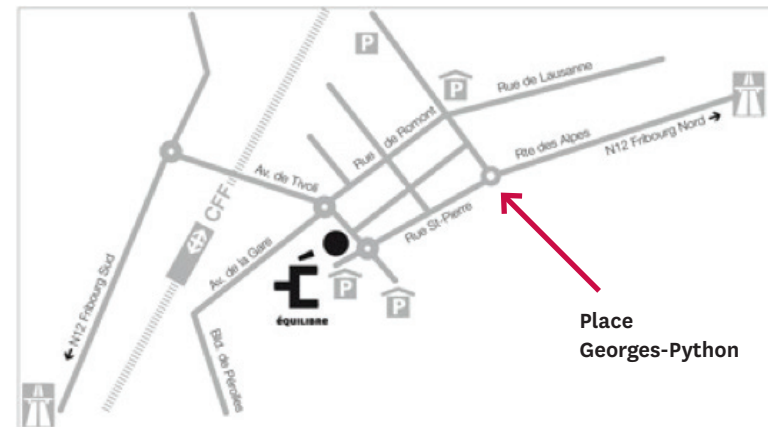 P
P
Rue de Lausanne
Rue de Romont
Rte des Alpes
N12 Fribourg Nord →
Av. de Tivoli
CFF
Rue St-Pierre
Av. de la Gare
P
P
ÉQUILIBRE
← N12 Fribourg Sud
Bld. de Pérolles
Place
Georges-Python